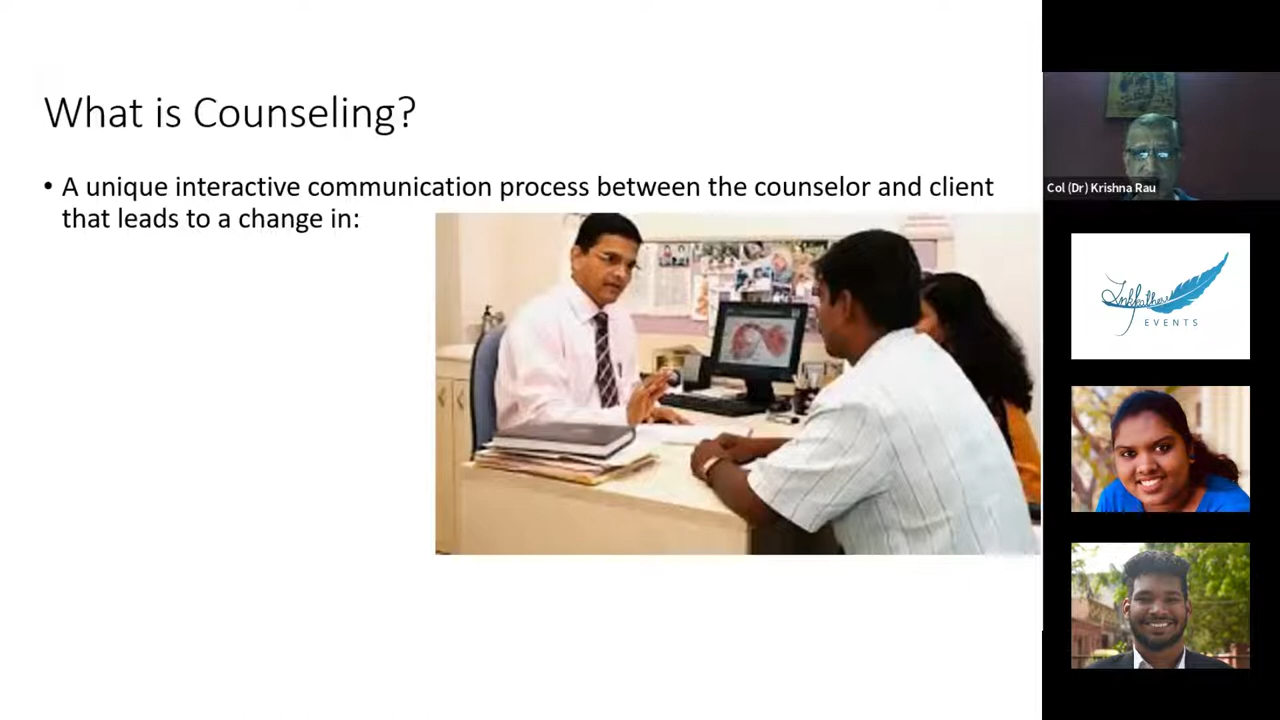 What is Counseling?
• A unique interactive communication process between the counselor and client
that leads to a change in:
Col (Dr) Krishna Rau
Inkfeather
EVENTS